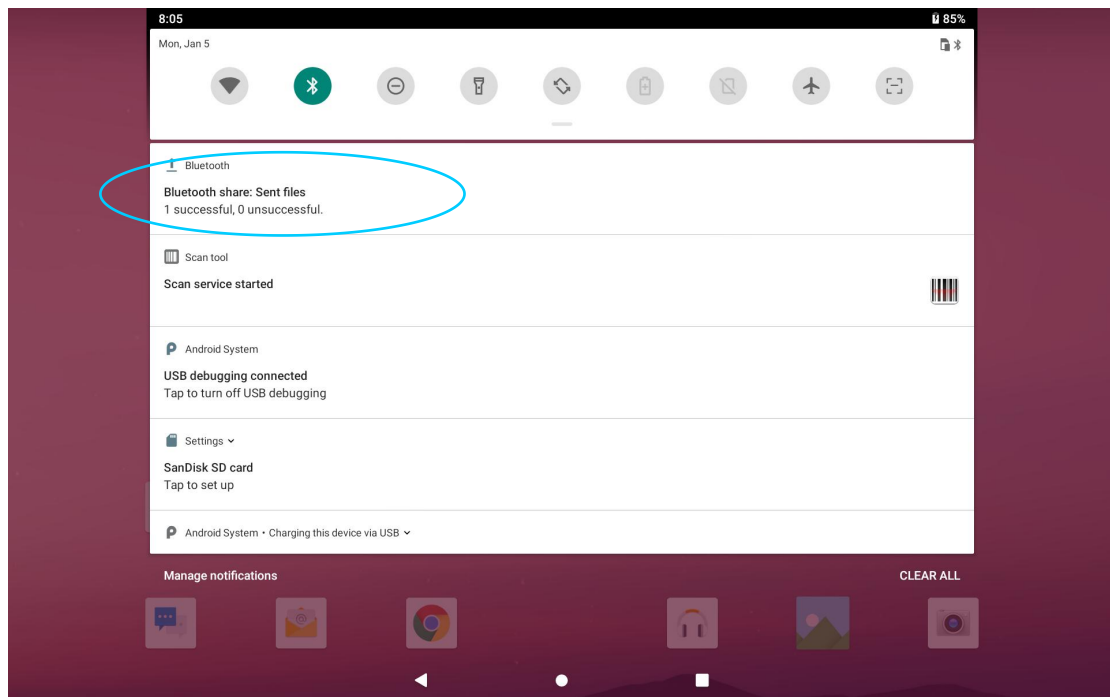 8:05 85%
Mon, Jan 5
Bluetooth
Bluetooth share: Sent files
1 successful, 0 unsuccessful.
Scan tool
Scan service started
Android System
USB debugging connected
Tap to turn off USB debugging
Settings
SanDisk SD card
Tap to set up
Android System • Charging this device via USB
Manage notifications CLEAR ALL